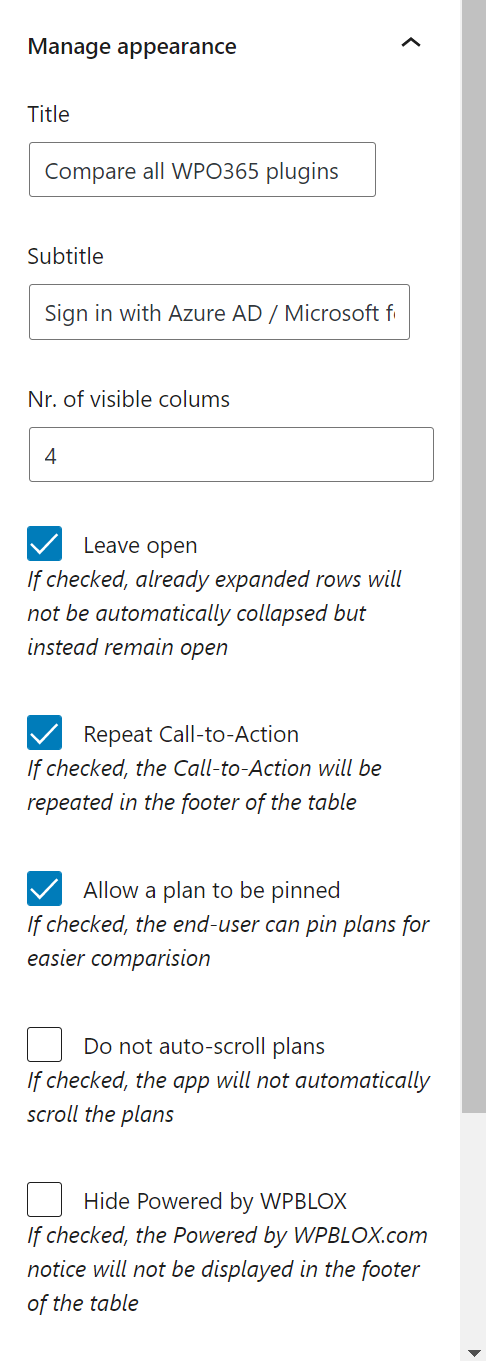 Manage appearance
Title
Compare all WPO365 plugins
Subtitle
Sign in with Azure AD / Microsoft
Nr. of visible colums
4
Leave open
If checked, already expanded rows will
not be automatically collapsed but
instead remain open
Repeat Call-to-Action
If checked, the Call-to-Action will be
repeated in the footer of the table
Allow a plan to be pinned
If checked, the end-user can pin plans for
easier comparision
Do not auto-scroll plans
If checked, the app will not automatically
scroll the plans
Hide Powered by WPBLOX
If checked, the Powered by WPBLOX.com
notice will not be displayed in the footer
of the table